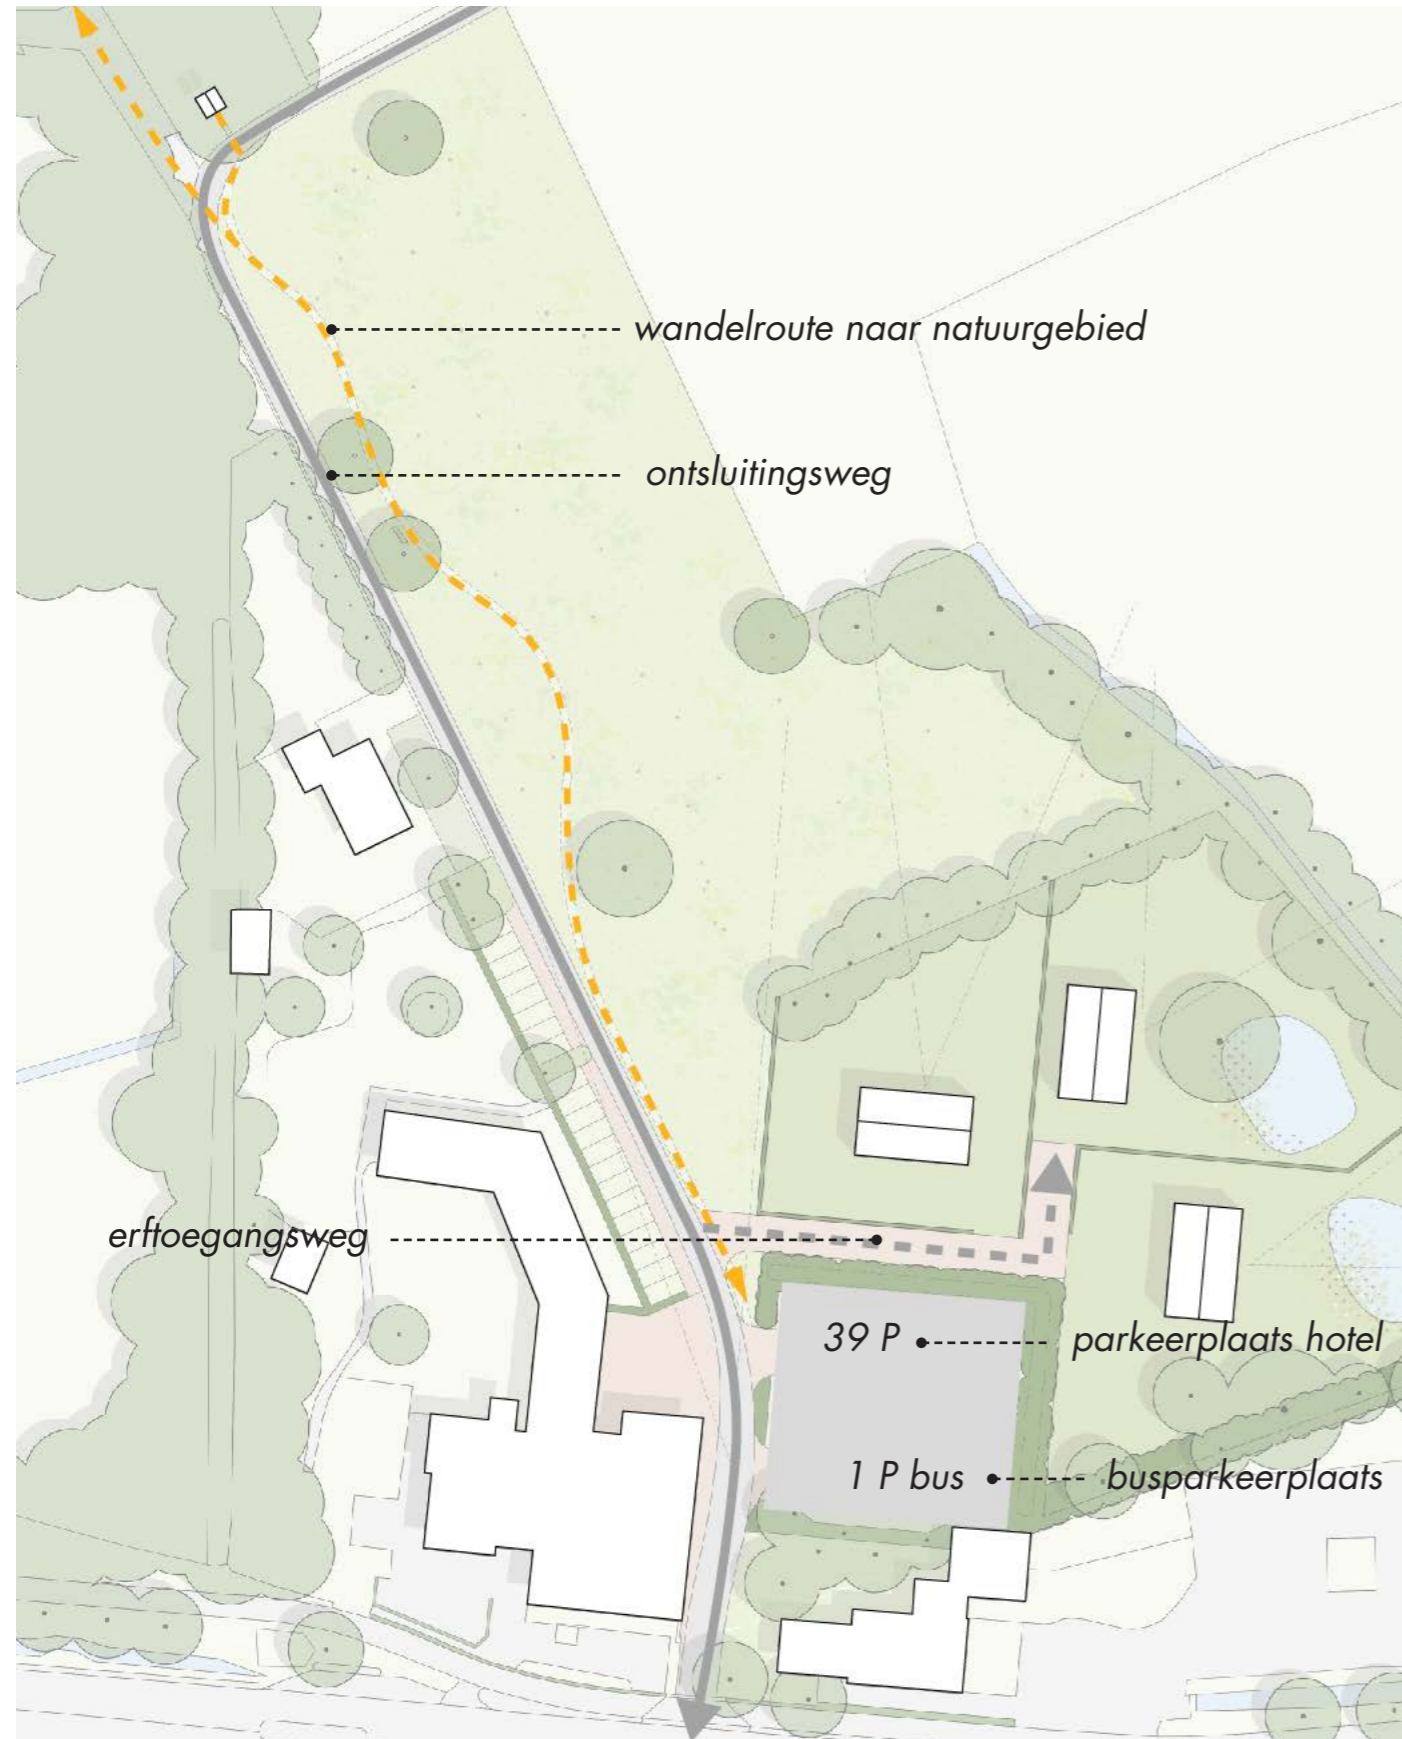 wandelroute naar natuurgebied
ontsluitingsweg
erftoegangsweg
39 P
parkeerplaats hotel
1 P bus
busparkeerplaats